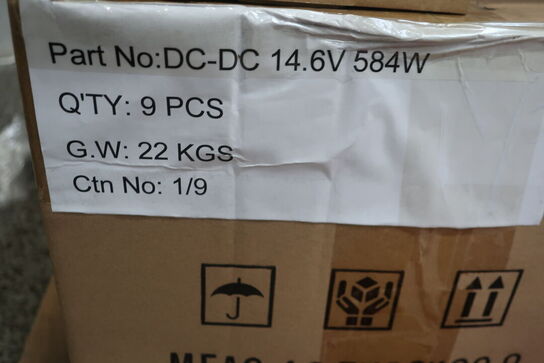 Part No:DC-DC 14.6V 584W
Q'TY: 9 PCS
G.W: 22 KGS
Ctn No: 1/9